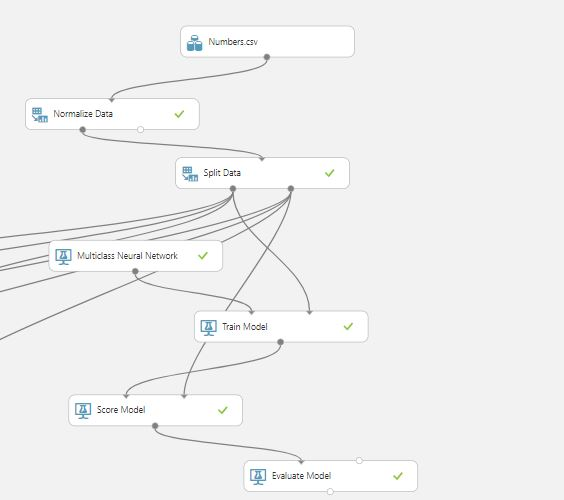 Numbers.csv
Normalize Data
Split Data
Multiclass Neural Network
Train Model
Score Model
Evaluate Model